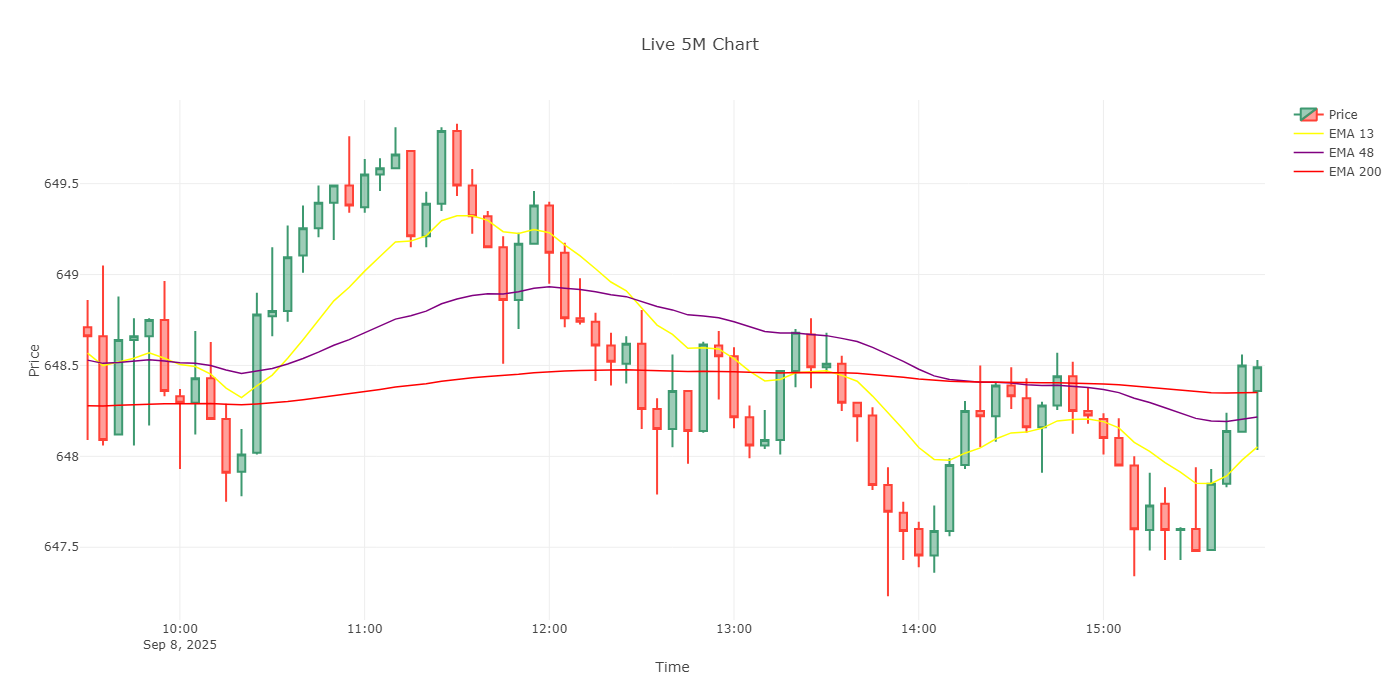 Live 5M Chart
Price
EMA 13
EMA 48
EMA 200
649.5
649
648.5
648
647.5
Price
10:00
Sep 8, 2025
11:00
12:00
13:00
14:00
15:00
Time